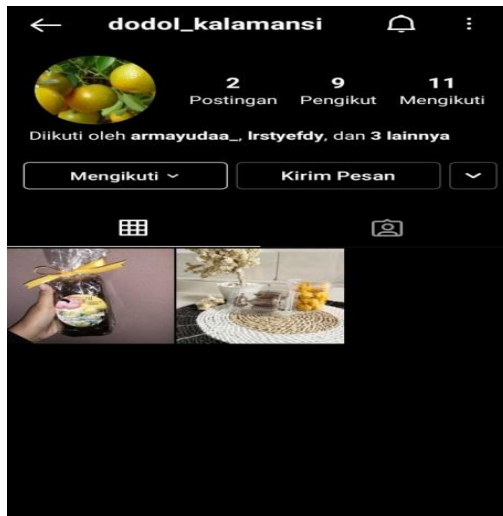 dodol_kalamansi
2 9 11
Postingan Pengikut Mengikuti
Diikuti oleh armayudaa_, lrstyefdy, dan 3 lainnya
Mengikuti Kirim Pesan